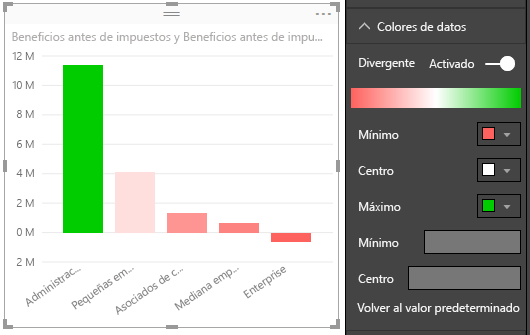 Beneficios antes de impuestos y Beneficios antes de impu...
12 M
10 M
8 M
6 M
4 M
2 M
0 M
2 M
Administrac...
Pequeñas em...
Asociados de c...
Mediana emp...
Enterprise
Colores de datos
Divergente Activado
Mínimo
Centro
Máximo
Mínimo
Centro
Volver al valor predeterminado